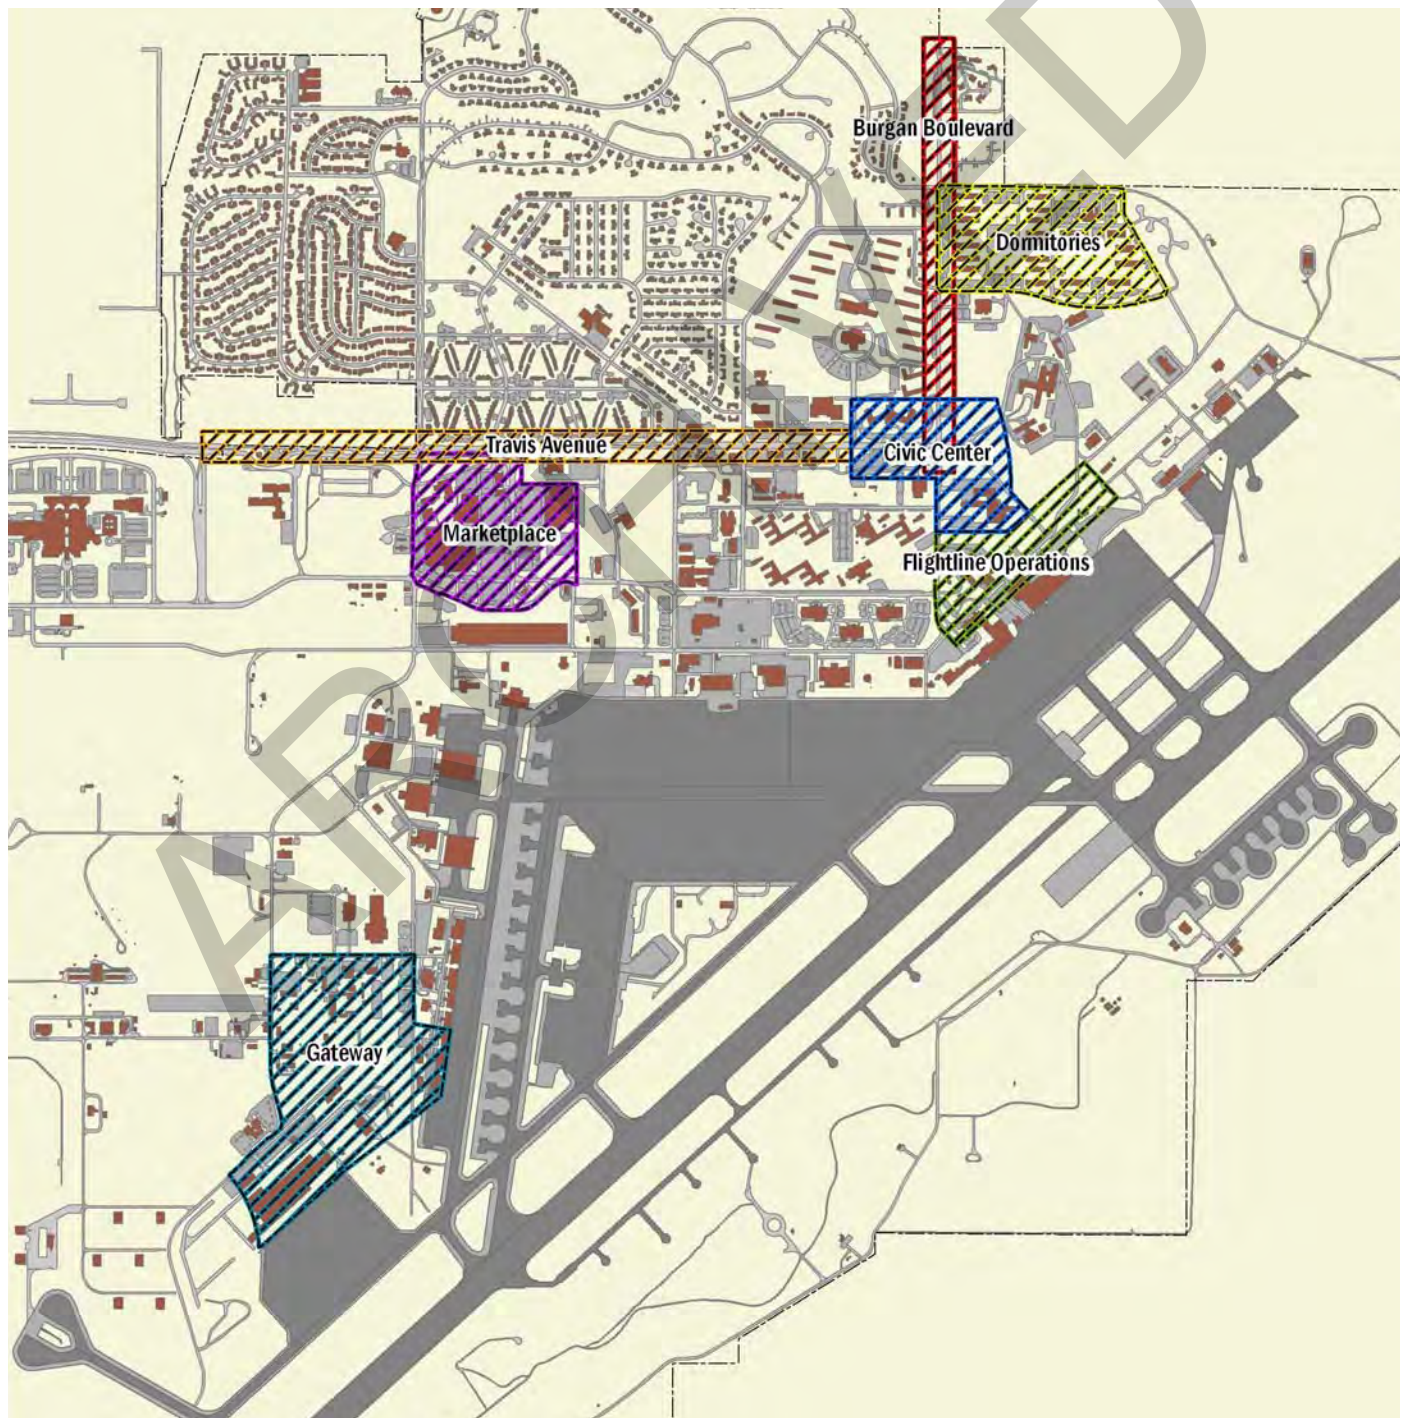 Burgan Boulevard
Dormitories
Travis Avenue
Civic Center
Marketplace
Flightline Operations
Gateway
ARCHIVED